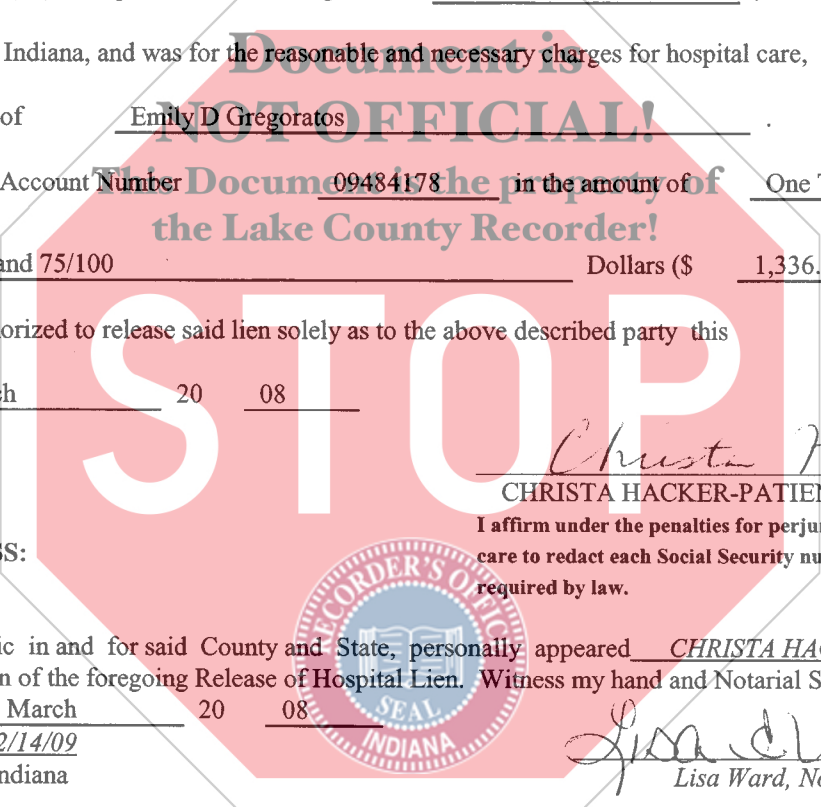 Indiana, and was for the reasonable and necessary charges for hospital care,
Document is
of Emily D Gregoratos .
NOT OFFICIAL!
Account Number 09484178 in the amount of One
This Document is the property of
the Lake County Recorder!
and 75/100 Dollars ($ 1,336.
orized to release said lien solely as to the above described party this
ch 20 08
STOP
Christa H
CHRISTA HACKER-PATIEN
I affirm under the penalties for perju
SS: care to redact each Social Security nu
required by law.
RECORDER'S OFFICE
ic in and for said County and State, personally appeared CHRISTA HAC
n of the foregoing Release of Hospital Lien. Witness my hand and Notarial S
March 20 08
SEAL
2/14/09
INDIANA
Lisa
ndiana Lisa Ward, No